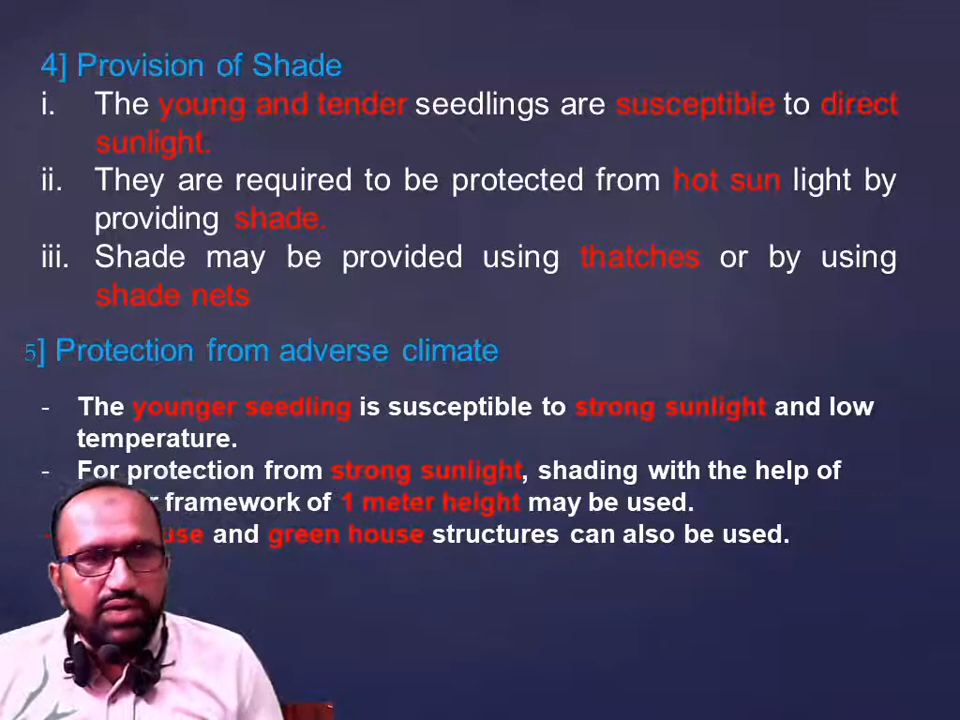 4] Provision of Shade
i. The young and tender seedlings are susceptible to direct
sunlight.
ii. They are required to be protected from hot sun light by
providing shade.
iii. Shade may be provided using thatches or by using
shade nets
5] Protection from adverse climate
- The younger seedling is susceptible to strong sunlight and low
temperature.
- For protection from strong sunlight, shading with the help of
framework of 1 meter height may be used.
- and green house structures can also be used.